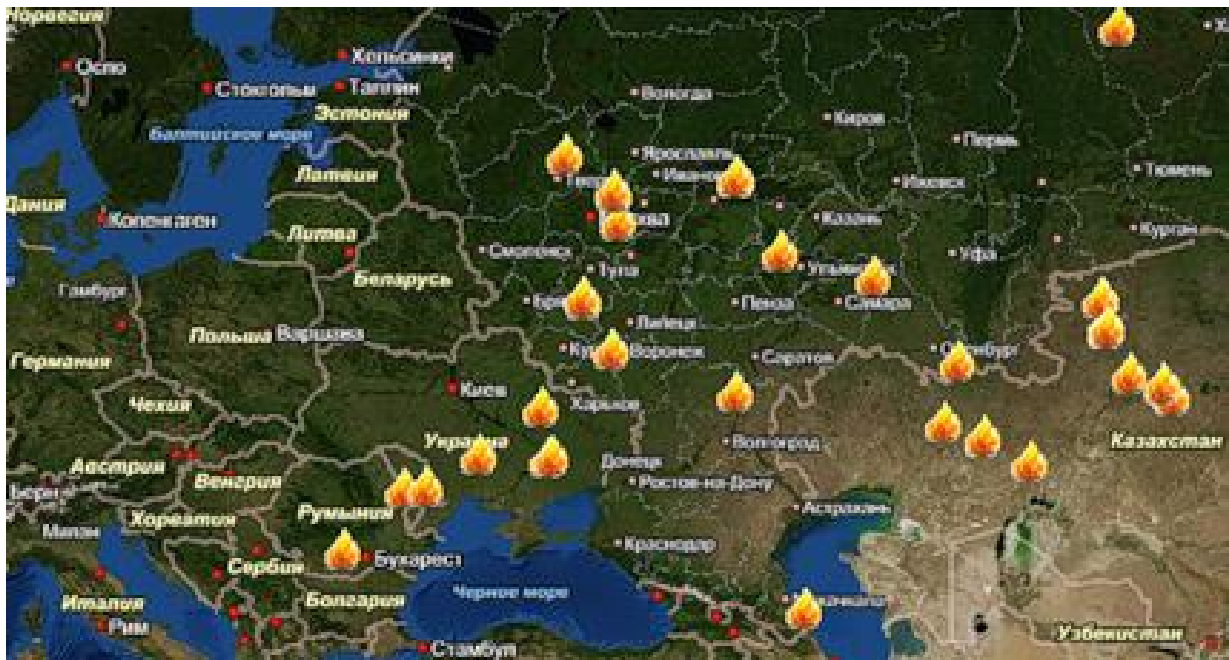 Норвегия
Хельсинки
Осло
Стокгольм
Таллин
Эстония
Вологда
Киров
Балтийское море
Пермь
Ярославль
Латвия
Иваново
Ижевск
Тюмень
Дания
Копенгаген
Казань
Курган
Литва
Смоленск
Уфа
Беларусь
Тула
Гамбург
Пенза
Самара
Польша
Варшава
Липецк
Германия
Воронеж
Саратов
Киев
Чехия
Харьков
Украина
Волгоград
Казахстан
Австрия
Венгрия
Донецк
Ростов-на-Дону
Берн
Румыния
Астрахань
Хорватия
Милан
Краснодар
Бухарест
Сербия
Черное море
Италия
Болгария
Рим
Узбекистан
Стамбул